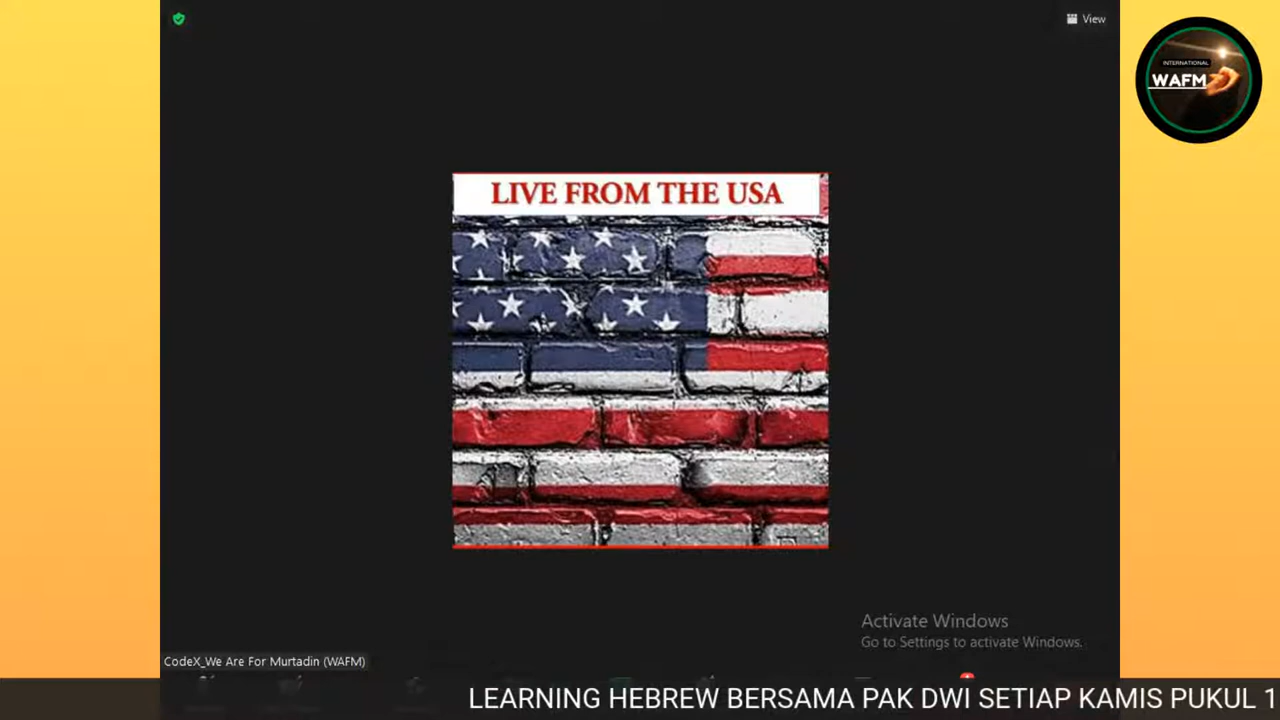 View
INTERNATIONAL
WAFM
LIVE FROM THE USA
Activate Windows
Go to Settings to activate Windows.
CodeX_We Are For Murtadin (WAFM)
LEARNING HEBREW BERSAMA PAK DWI SETIAP KAMIS PUKUL 1